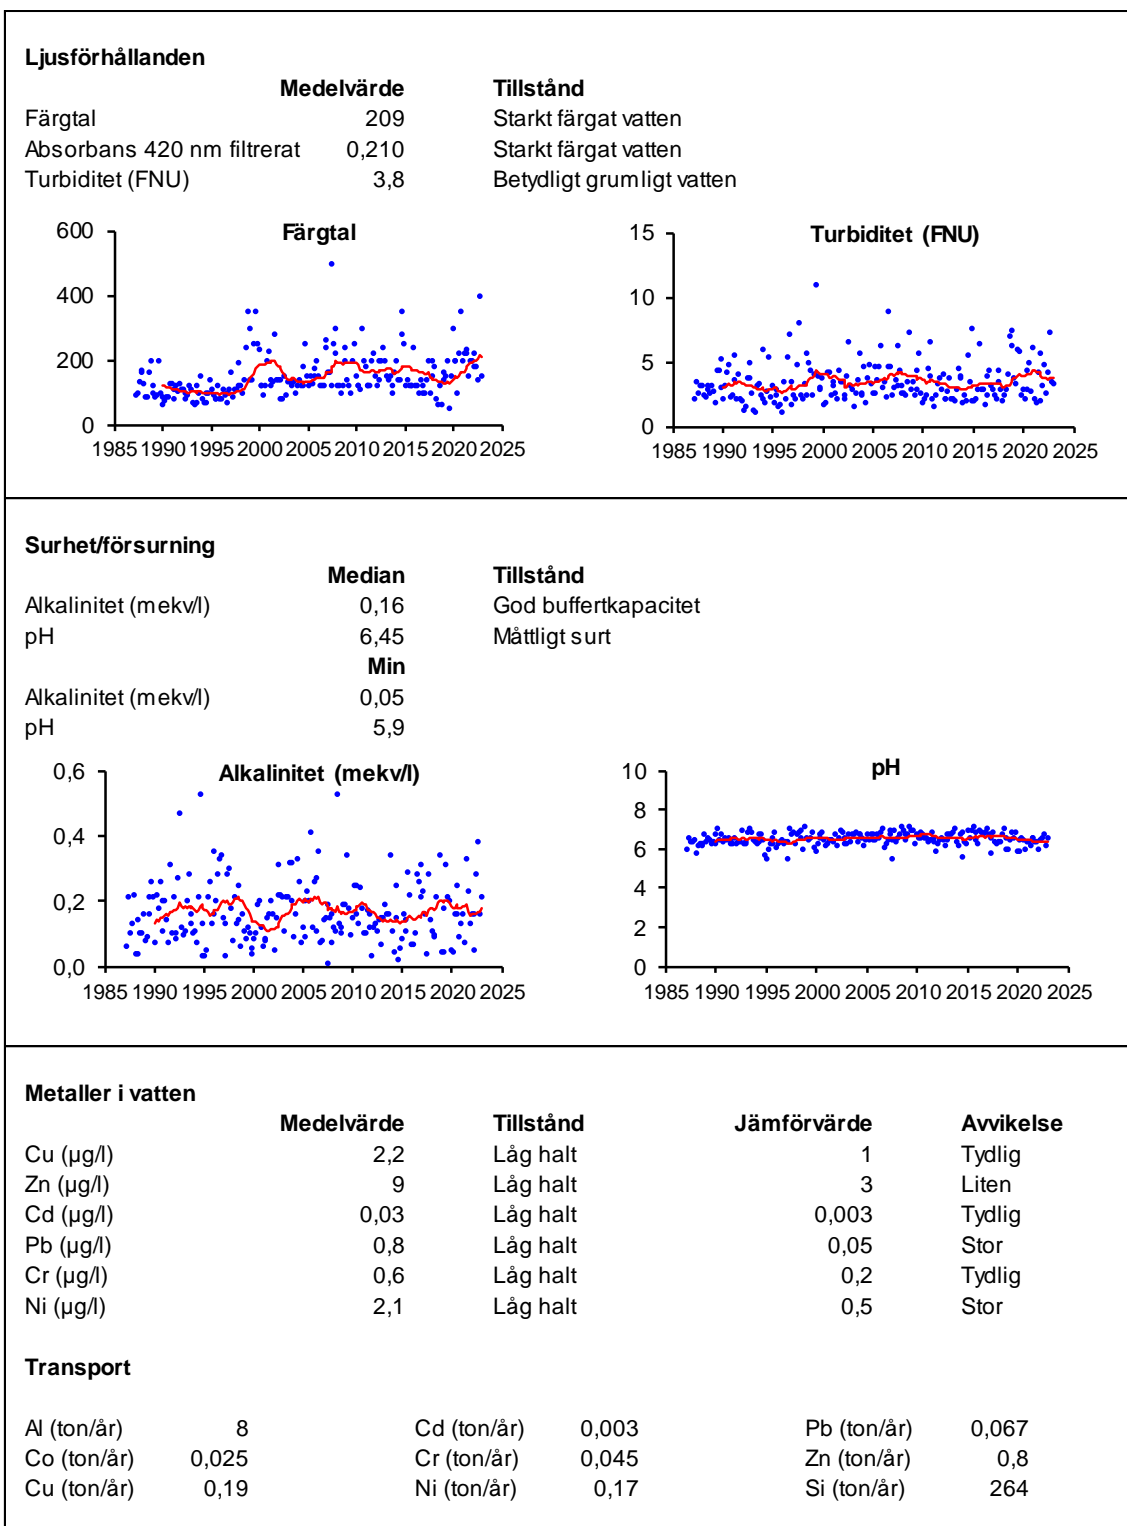 Ljusförhållanden
Medelvärde Tillstånd
Färgtal 209 Starkt färgat vatten
Absorbans 420 nm filtrerat 0,210 Starkt färgat vatten
Turbiditet (FNU) 3,8 Betydligt grumligt vatten
Färgtal
600
400
200
0
1985 1990 1995 2000 2005 2010 2015 2020 2025
Turbiditet (FNU)
15
10
5
0
1985 1990 1995 2000 2005 2010 2015 2020 2025
Surhet/försurning
Median Tillstånd
Alkalinitet (mekv/l) 0,16 God buffertkapacitet
pH 6,45 Måttligt surt
Min
Alkalinitet (mekv/l) 0,05
pH 5,9
Alkalinitet (mekv/l)
0,6
0,4
0,2
0,0
1985 1990 1995 2000 2005 2010 2015 2020 2025
pH
10
8
6
4
2
0
1985 1990 1995 2000 2005 2010 2015 2020 2025
Metaller i vatten
Medelvärde Tillstånd Jämförvärde Avvikelse
Cu (µg/l) 2,2 Låg halt 1 Tydlig
Zn (µg/l) 9 Låg halt 3 Liten
Cd (µg/l) 0,03 Låg halt 0,003 Tydlig
Pb (µg/l) 0,8 Låg halt 0,05 Stor
Cr (µg/l) 0,6 Låg halt 0,2 Tydlig
Ni (µg/l) 2,1 Låg halt 0,5 Stor
Transport
Al (ton/år) 8 Cd (ton/år) 0,003 Pb (ton/år) 0,067
Co (ton/år) 0,025 Cr (ton/år) 0,045 Zn (ton/år) 0,8
Cu (ton/år) 0,19 Ni (ton/år) 0,17 Si (ton/år) 264